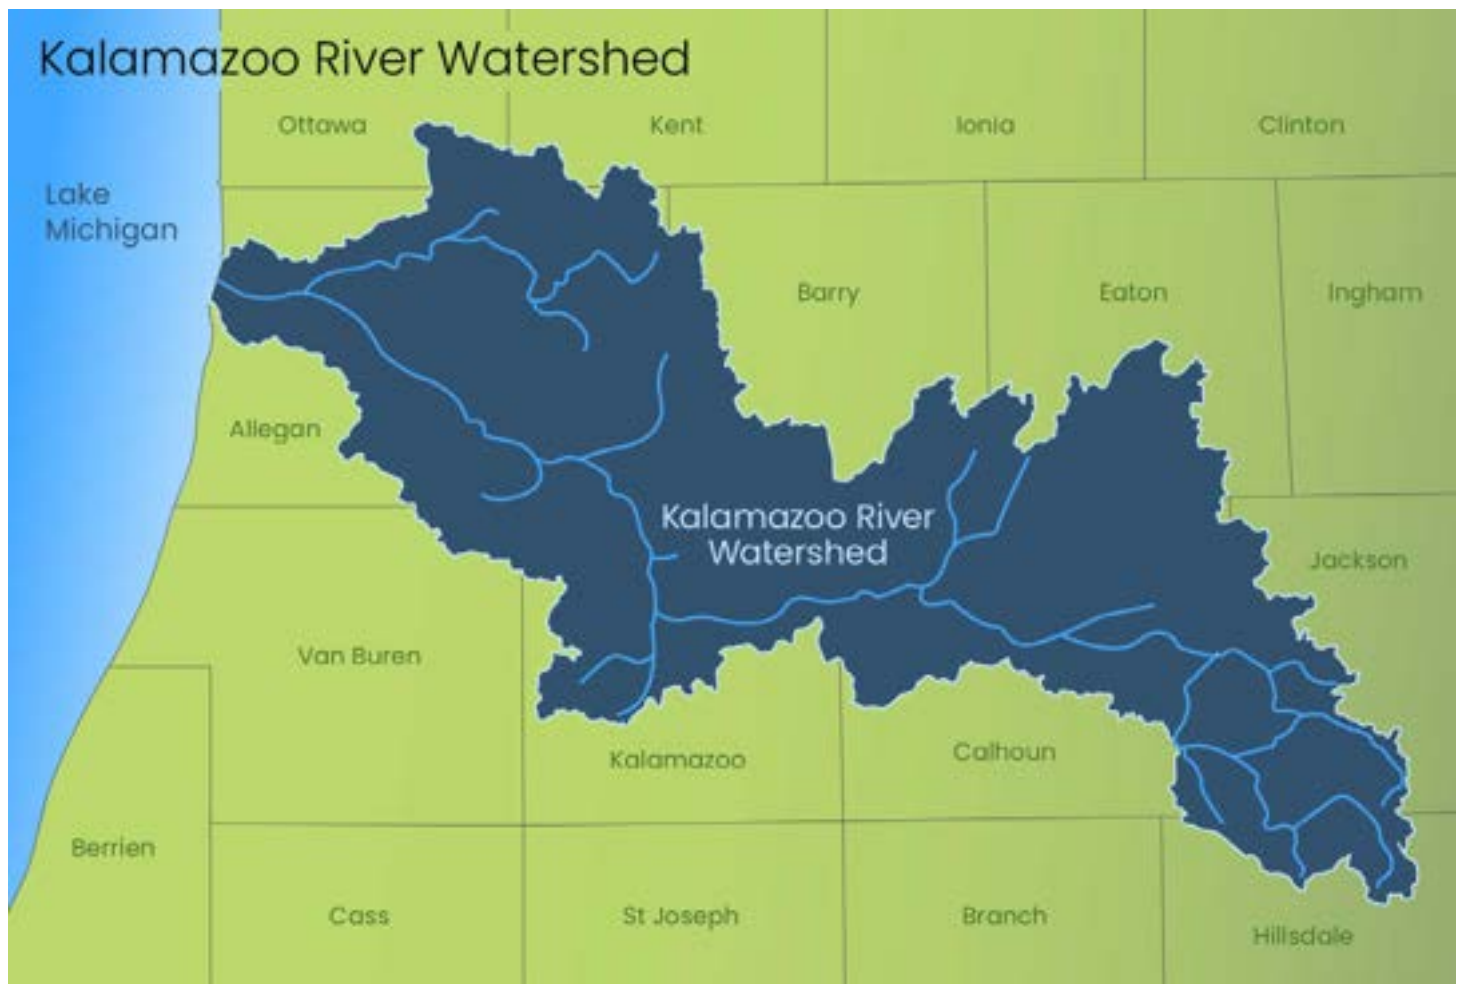 Kalamazoo River Watershed
Ottawa
Kent
Ionia
Clinton
Lake
Michigan
Barry
Eaton
Ingham
Allegan
Kalamazoo River
Watershed
Jackson
Van Buren
Kalamazoo
Calhoun
Berrien
Cass
St Joseph
Branch
Hillsdale